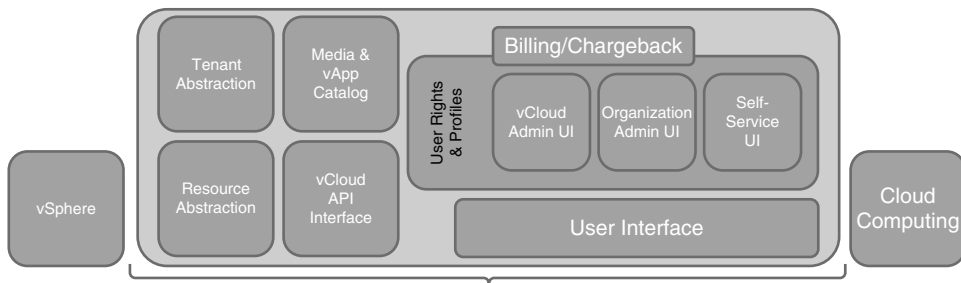 Tenant
Abstraction
Media &
vApp
Catalog
Billing/Chargeback
User Rights
& Profiles
vCloud
Admin UI
Organization
Admin UI
Self-
Service
UI
vSphere
Resource
Abstraction
vCloud
API
Interface
User Interface
Cloud
Computing